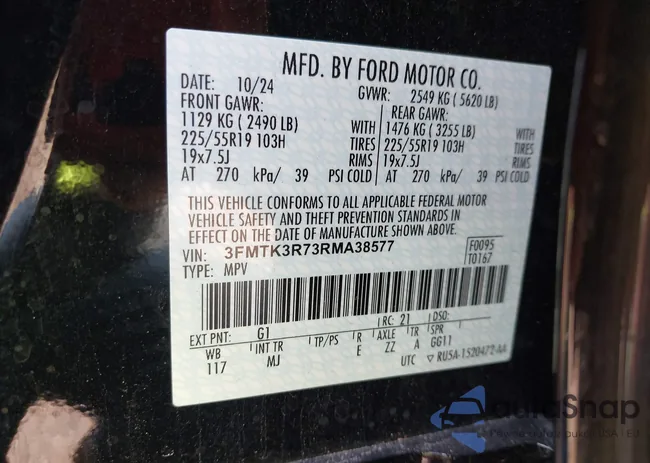 MFD. BY FORD MOTOR CO.
DATE: 10/24 GVWR: 2549 KG ( 5620 LB)
FRONT GAWR: REAR GAWR:
1129 KG ( 2490 LB) WITH 1476 KG ( 3255 LB) WITH
225/55R19 103H TIRES 225/55R19 103H TIRES
19x7.5J RIMS 19x7.5J RIMS
AT 270 kPa/ 39 PSI COLD AT 270 kPa/ 39 PSI COLD
THIS VEHICLE CONFORMS TO ALL APPLICABLE FEDERAL MOTOR
VEHICLE SAFETY AND THEFT PREVENTION STANDARDS IN
EFFECT ON THE DATE OF MANUFACTURE SHOWN ABOVE.
VIN: 3FMTK3R73RMA38577 F0095
TYPE: MPV T0167
EXT PNT: G1 RC: 21 DSO:
WB INT TR TP/PS R AXLE TR SPR
117 MJ E ZZ A GG11
UTC ▽ RU5A-1520472-AA
auraSnap